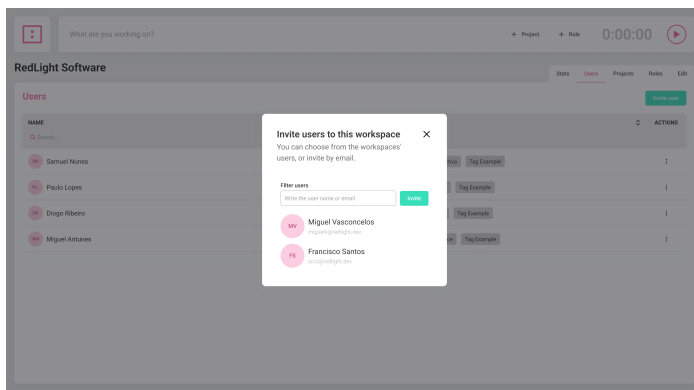 What are you working on?
+ Project
+ Role
0:00:00
RedLight Software
Stats
Users
Projects
Roles
Edit
Users
Invite user
NAME
ACTIONS
Search...
Samuel Nunes
Tag Example
PL
Paulo Lopes
Tag Example
Diogo Ribeiro
Tag Example
MA
Miguel Antunes
Tag Example
Invite users to this workspace
You can choose from the workspaces'
users, or invite by email.
Filter users
Write the user name or email
Invite
MV
Miguel Vasconcelos
miguelv@redlight.dev
FS
Francisco Santos
xico@redlight.dev